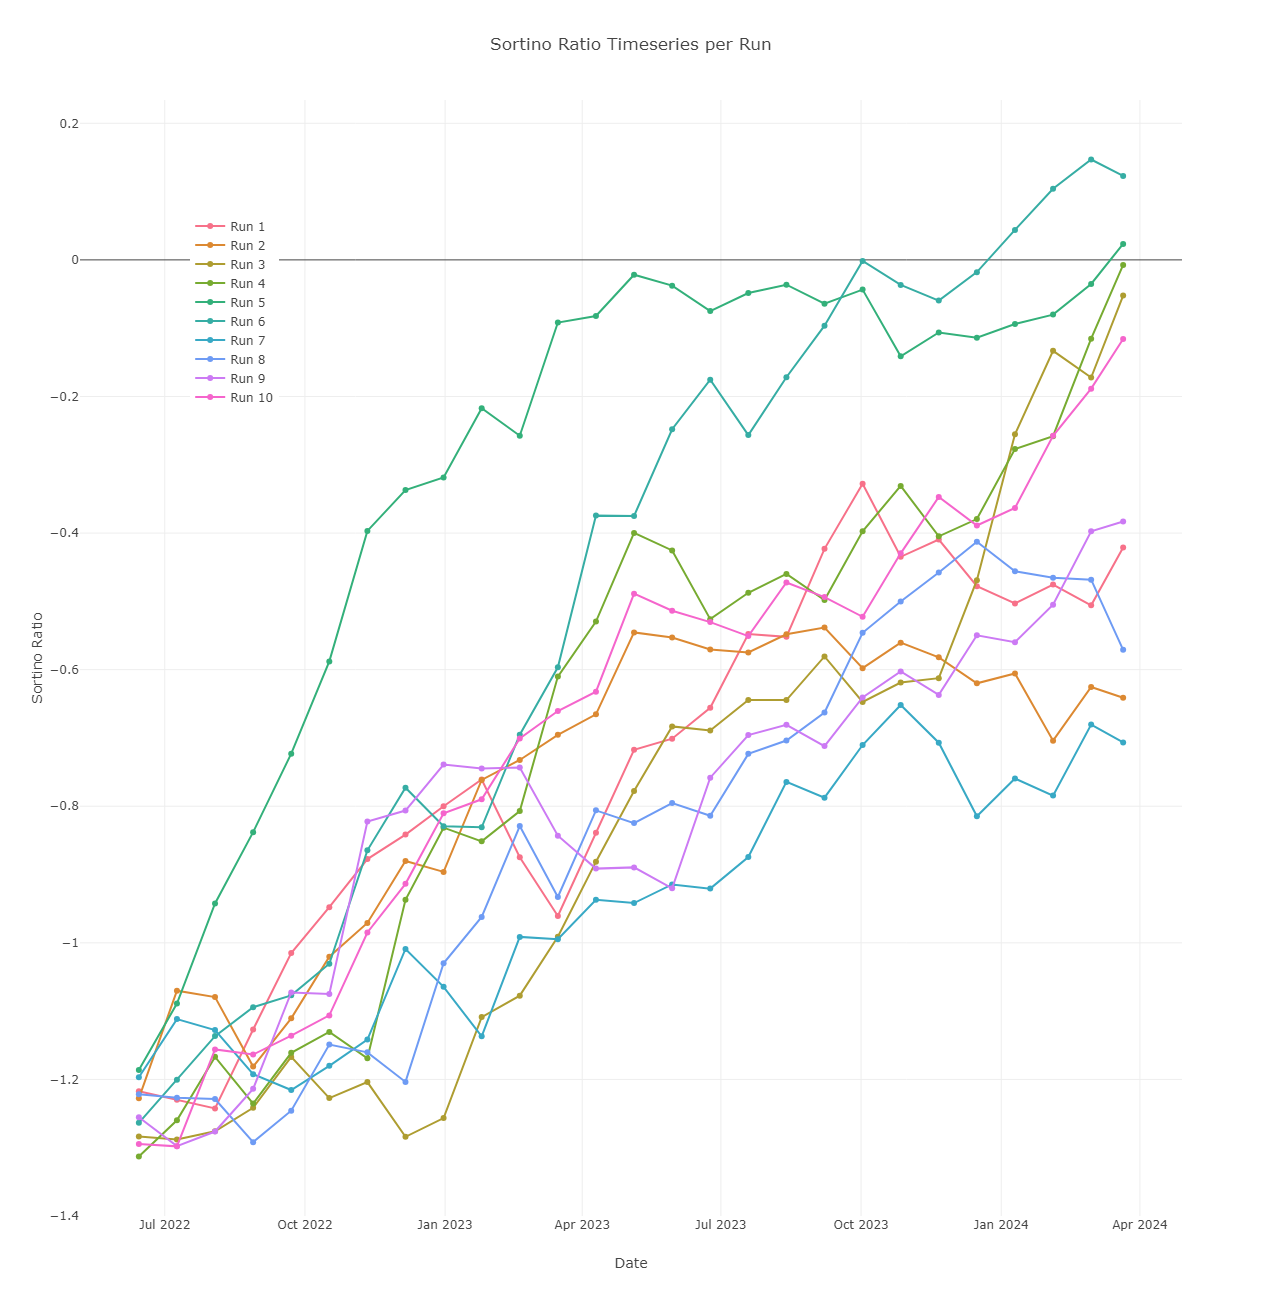 Sortino Ratio Timeseries per Run
0.2
0
−0.2
−0.4
−0.6
−0.8
−1
−1.2
−1.4
Sortino Ratio
Run 1
Run 2
Run 3
Run 4
Run 5
Run 6
Run 7
Run 8
Run 9
Run 10
Jul 2022
Oct 2022
Jan 2023
Apr 2023
Jul 2023
Oct 2023
Jan 2024
Apr 2024
Date